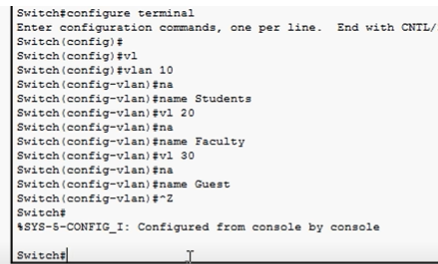 Switch#configure terminal
Enter configuration commands, one per line.  End with CNTL/
Switch(config)#
Switch(config)#vl
Switch(config)#vlan 10
Switch(config-vlan)#na
Switch(config-vlan)#name Students
Switch(config-vlan)#vl 20
Switch(config-vlan)#na
Switch(config-vlan)#name Faculty
Switch(config-vlan)#vl 30
Switch(config-vlan)#na
Switch(config-vlan)#name Guest
Switch(config-vlan)#^Z
Switch#
%SYS-5-CONFIG_I: Configured from console by console
Switch#